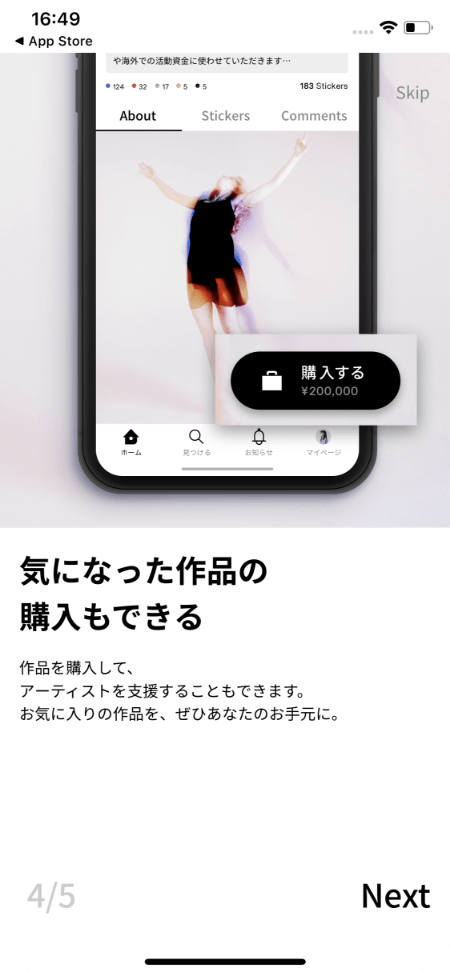 16:49
◀ App Store
や海外での活動資金に使わせていただきます…
124 32 17 5 5 183 Stickers
Skip
About Stickers Comments
購入する
¥200,000
ホーム 見つける お知らせ マイページ
気になった作品の
購入もできる
作品を購入して、
アーティストを支援することもできます。
お気に入りの作品を、ぜひあなたのお手元に。
4/5 Next